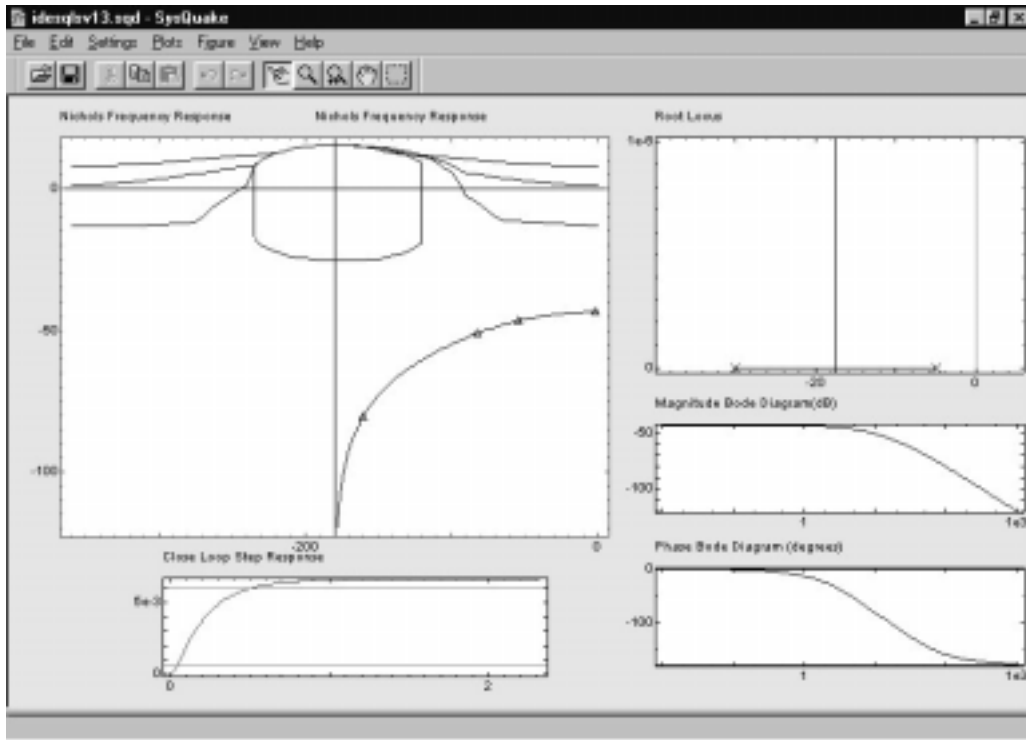 idesqlsv13.sqd - SysQuake
File Edit Settings Plots Figure View Help
Nichols Frequency Response
Nichols Frequency Response
0
-50
-100
-200
0
Root Locus
1e-6
0
-20
0
Magnitude Bode Diagram(dB)
-50
-100
1
1e3
Close Loop Step Response
5e-3
0
0
2
Phase Bode Diagram (degrees)
0
-100
1
1e3